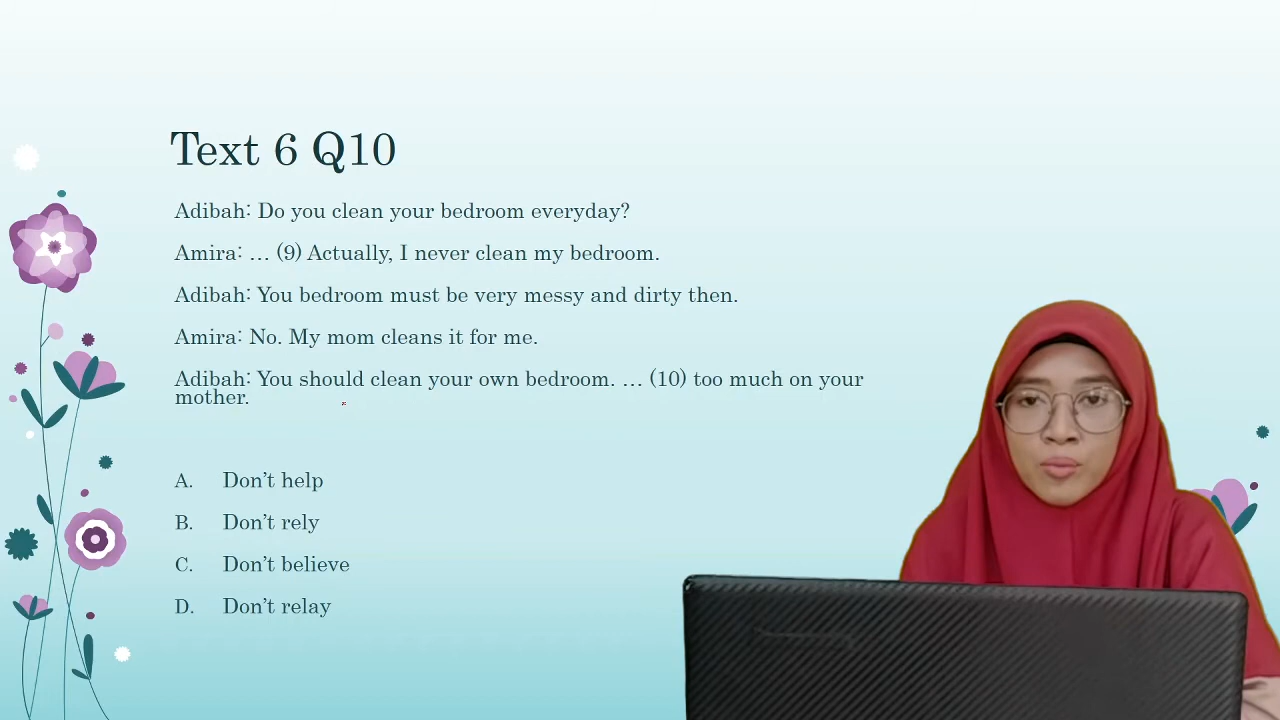 Text 6 Q10
Adibah: Do you clean your bedroom everyday?
Amira: … (9) Actually, I never clean my bedroom.
Adibah: You bedroom must be very messy and dirty then.
Amira: No. My mom cleans it for me.
Adibah: You should clean your own bedroom. … (10) too much on your
mother.
A. Don't help
B. Don't rely
C. Don't believe
D. Don't relay